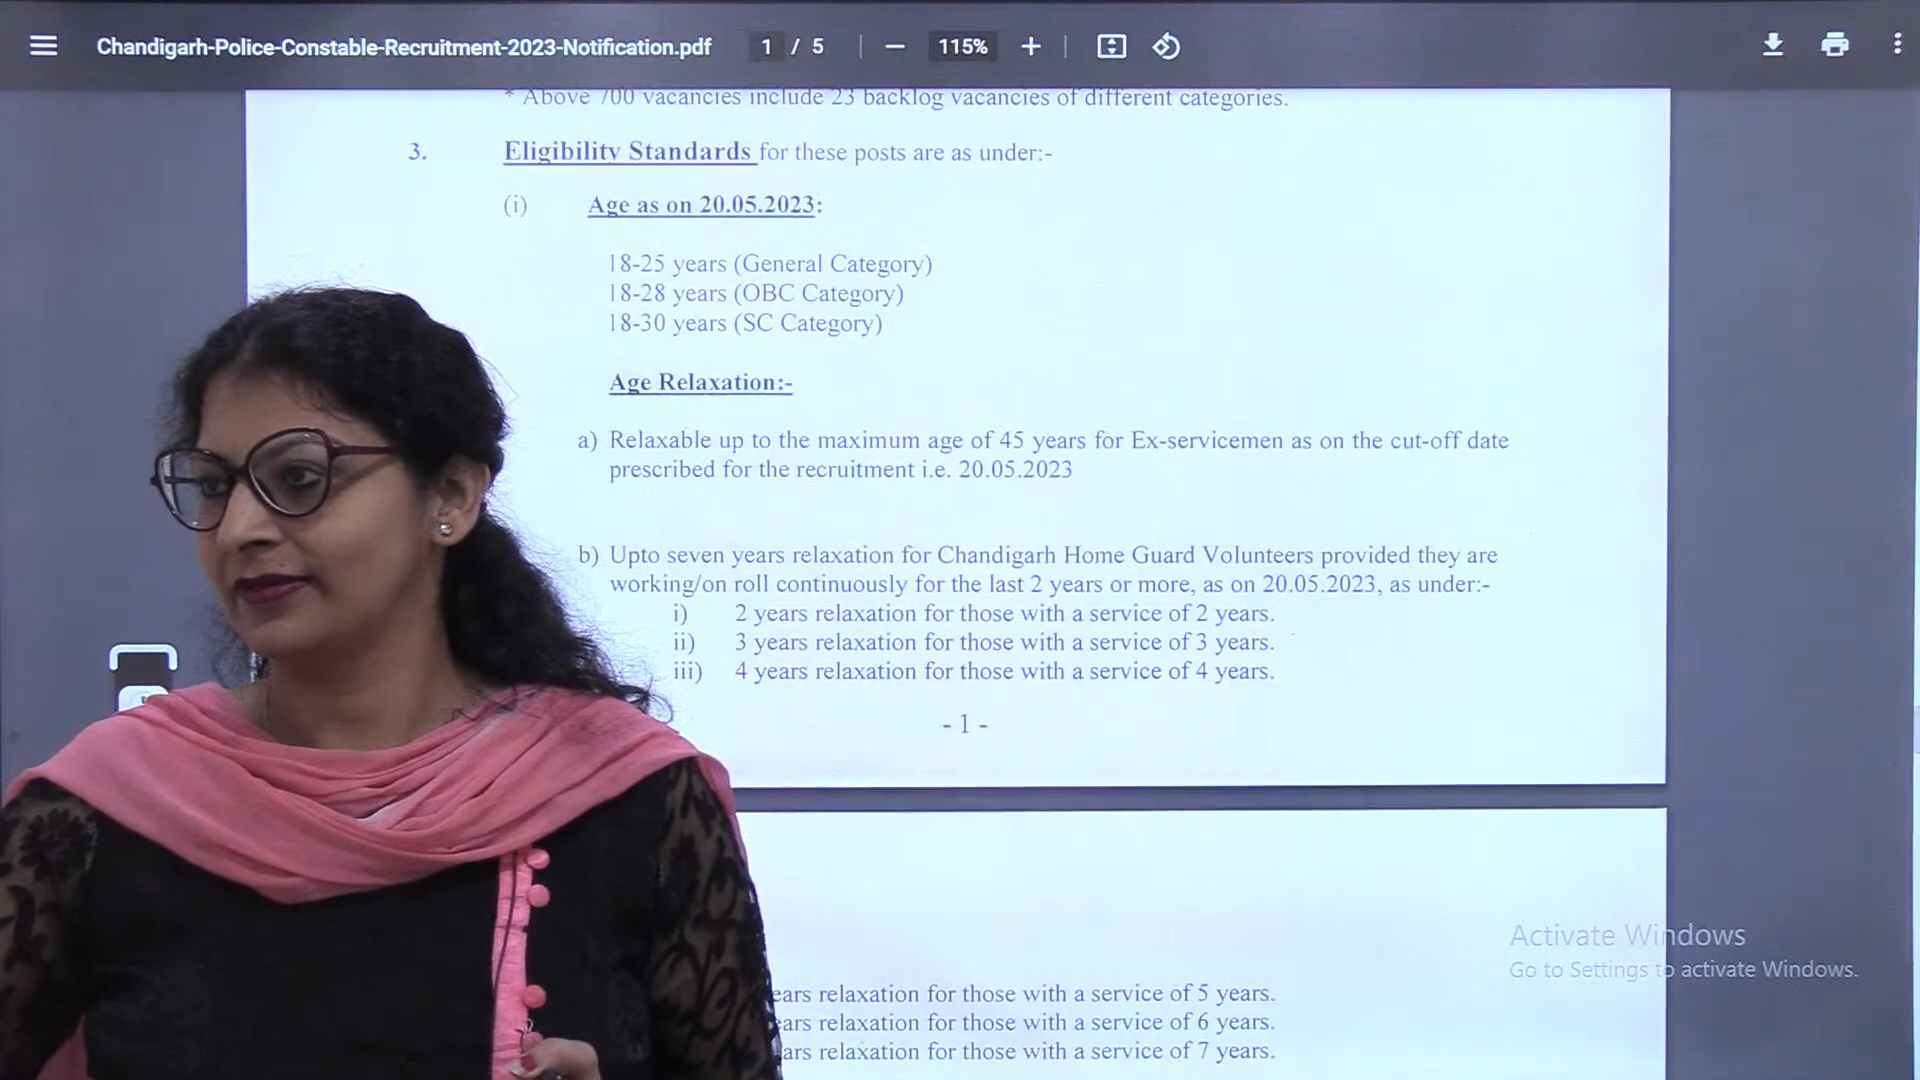 Chandigarh-Police-Constable-Recruitment-2023-Notification.pdf 1 / 5 115%
* Above 700 vacancies include 23 backlog vacancies of different categories.
3. Eligibility Standards for these posts are as under:-
(i) Age as on 20.05.2023:
18-25 years (General Category)
18-28 years (OBC Category)
18-30 years (SC Category)
Age Relaxation:-
a) Relaxable up to the maximum age of 45 years for Ex-servicemen as on the cut-off date
prescribed for the recruitment i.e. 20.05.2023
b) Upto seven years relaxation for Chandigarh Home Guard Volunteers provided they are
working/on roll continuously for the last 2 years or more, as on 20.05.2023, as under:-
i) 2 years relaxation for those with a service of 2 years.
ii) 3 years relaxation for those with a service of 3 years.
iii) 4 years relaxation for those with a service of 4 years.
- 1 -
relaxation for those with a service of 5 years.
relaxation for those with a service of 6 years.
relaxation for those with a service of 7 years.
Activate Windows
Go to Settings to activate Windows.